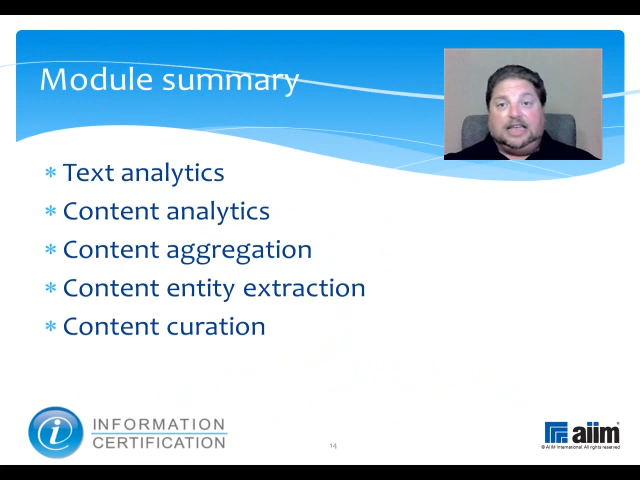 Module summary
* Text analytics
* Content analytics
* Content aggregation
* Content entity extraction
* Content curation
i INFORMATION
CERTIFICATION
14
aiim®
© AIIM International. All rights reserved